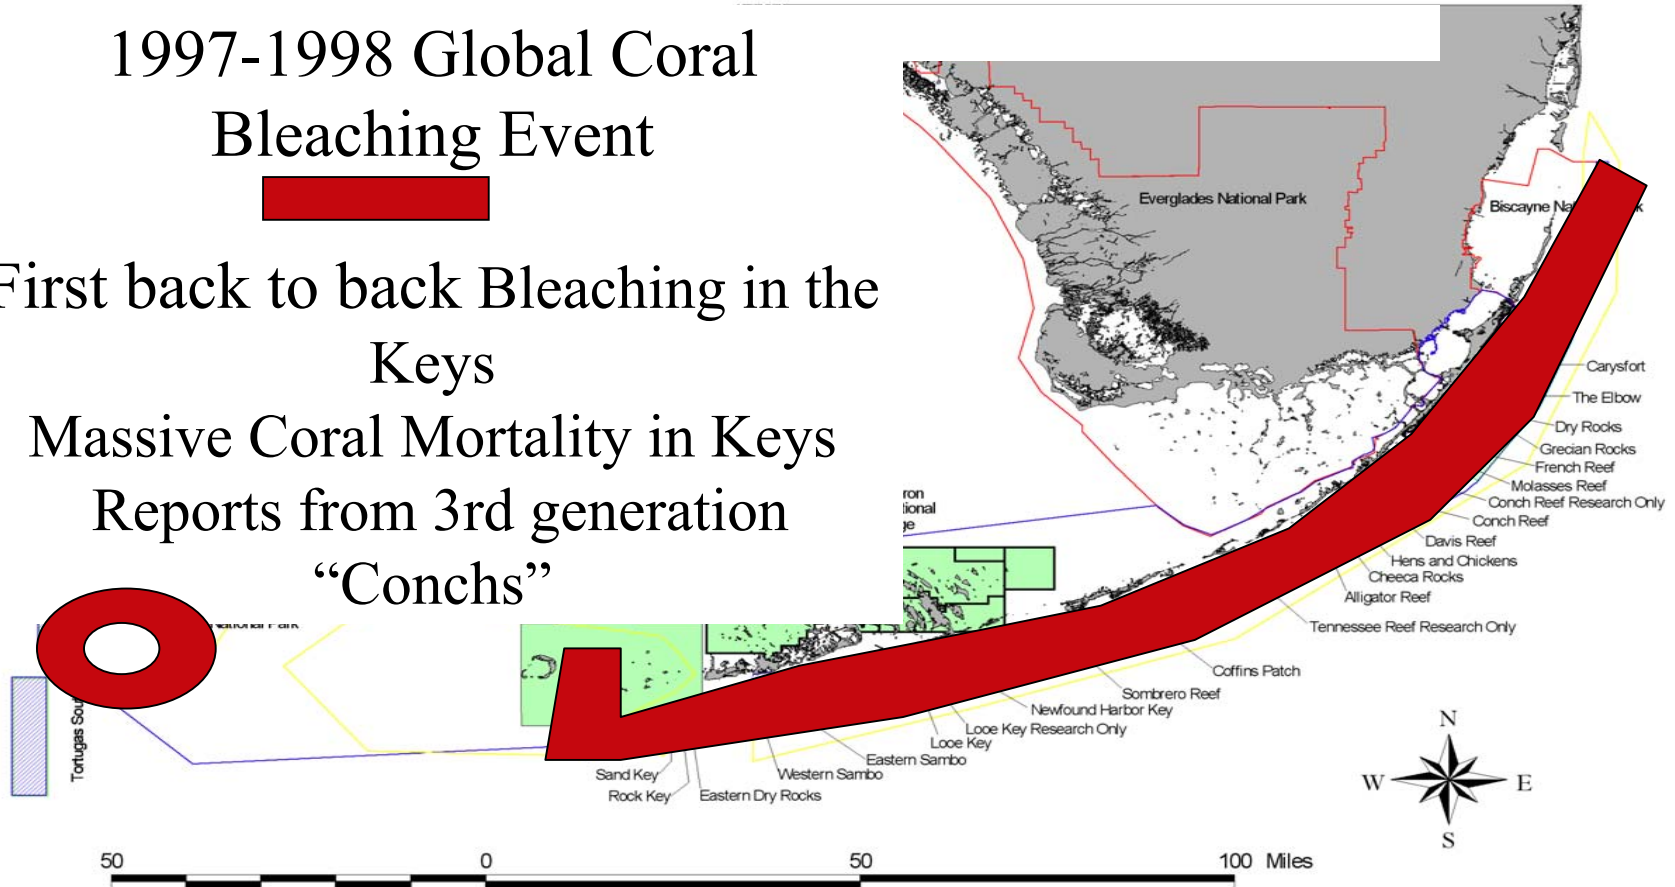 1997-1998 Global Coral
Bleaching Event
First back to back Bleaching in the
Keys
Massive Coral Mortality in Keys
Reports from 3rd generation
“Conchs”
Everglades National Park
Biscayne
Carysfort
The Elbow
Dry Rocks
Grecian Rocks
French Reef
Molasses Reef
Conch Reef Research Only
Conch Reef
Davis Reef
Hens and Chickens
Cheeca Rocks
Alligator Reef
Tennessee Reef Research Only
Coffins Patch
Sombrero Reef
Newfound Harbor Key
Looe Key Research Only
Looe Key
Eastern Sambo
Western Sambo
Eastern Dry Rocks
Sand Key
Rock Key
National Park
Tortugas
N
W E
S
50 0 50 100 Miles